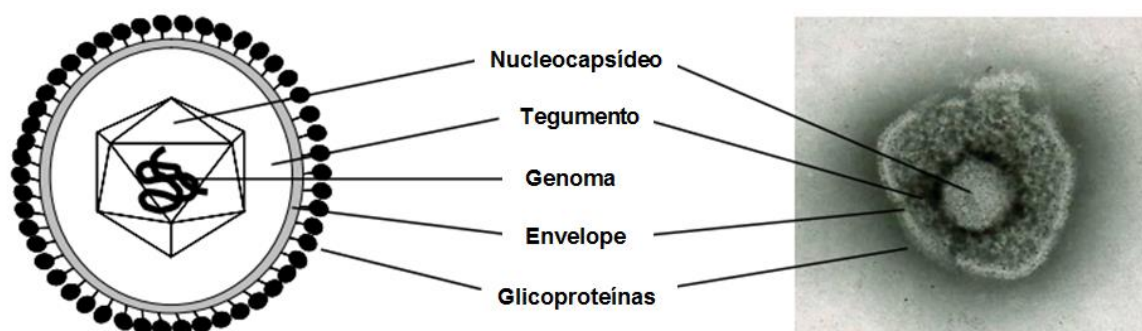 Nucleocapsídeo
Tegumento
Genoma
Envelope
Glicoproteínas